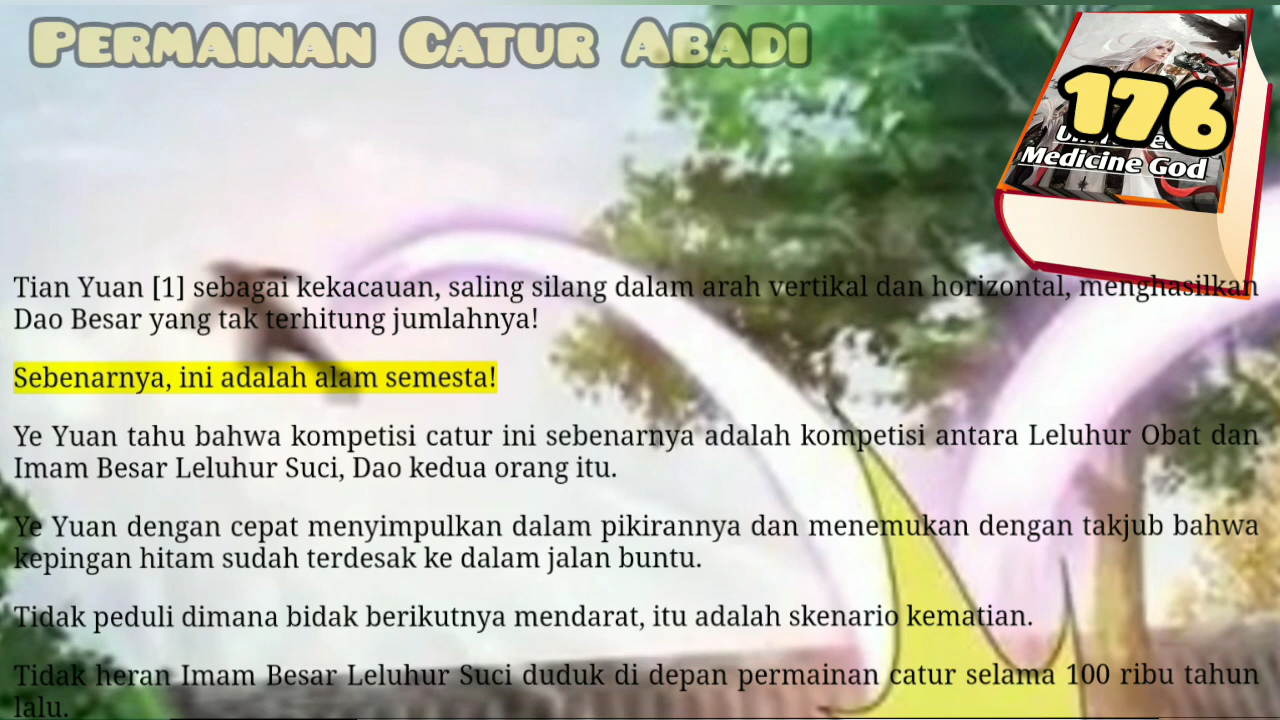 Permainan Catur Abadi
176
Medicine God
Tian Yuan [1] sebagai kekacauan, saling silang dalam arah vertikal dan horizontal, menghasilkan
Dao Besar yang tak terhitung jumlahnya!
Sebenarnya, ini adalah alam semesta!
Ye Yuan tahu bahwa kompetisi catur ini sebenarnya adalah kompetisi antara Leluhur Obat dan
Imam Besar Leluhur Suci, Dao kedua orang itu.
Ye Yuan dengan cepat menyimpulkan dalam pikirannya dan menemukan dengan takjub bahwa
kepingan hitam sudah terdesak ke dalam jalan buntu.
Tidak peduli dimana bidak berikutnya mendarat, itu adalah skenario kematian.
Tidak heran Imam Besar Leluhur Suci duduk di depan permainan catur selama 100 ribu tahun
lalu.